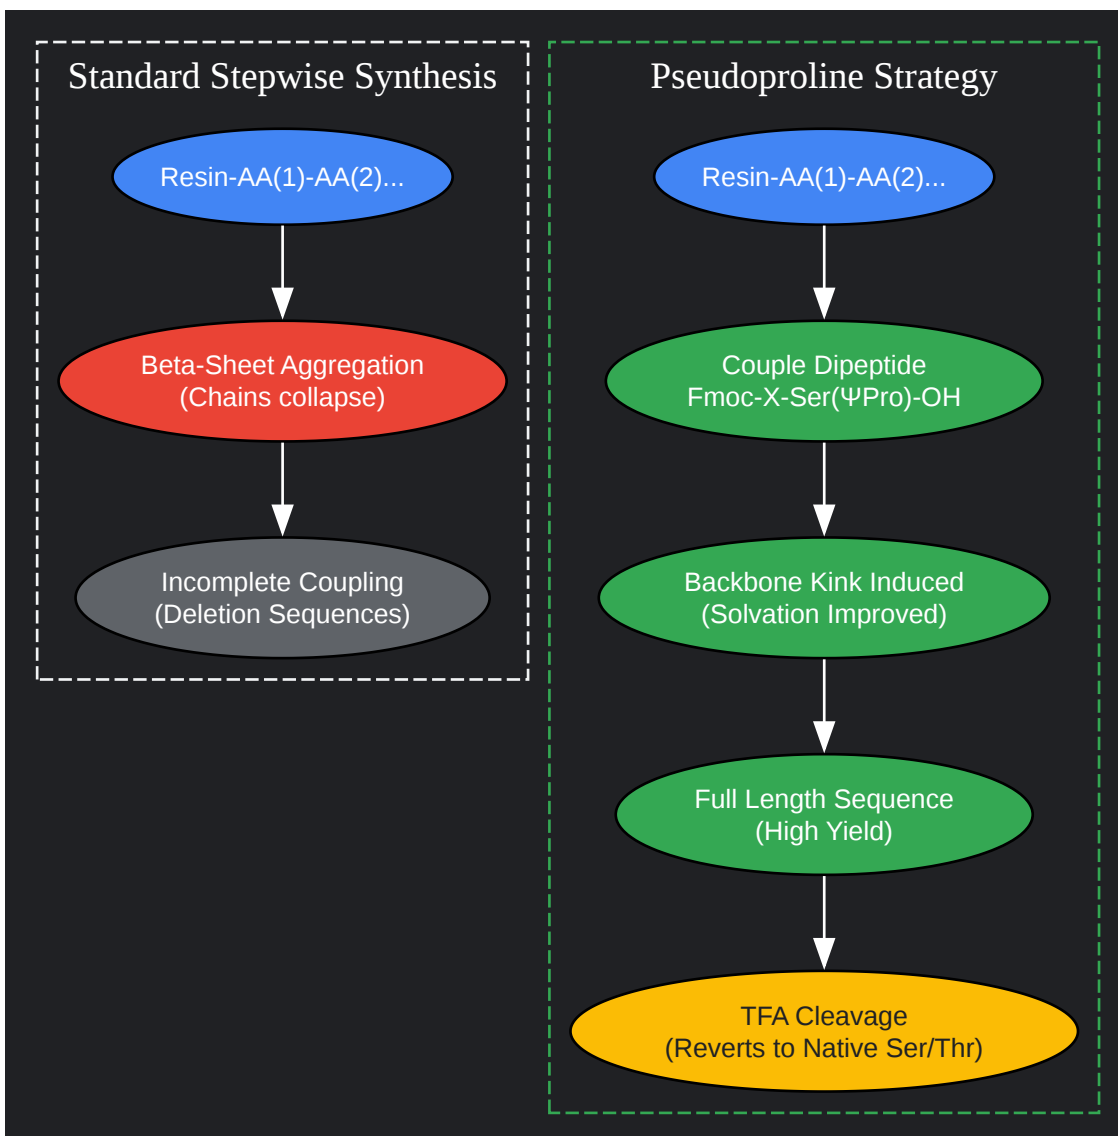 Standard Stepwise Synthesis
Resin-AA(1)-AA(2)...
Beta-Sheet Aggregation
(Chains collapse)
Incomplete Coupling
(Deletion Sequences)
Pseudoproline Strategy
Resin-AA(1)-AA(2)...
Couple Dipeptide
Fmoc-X-Ser(ΨPro)-OH
Backbone Kink Induced
(Solvation Improved)
Full Length Sequence
(High Yield)
TFA Cleavage
(Reverts to Native Ser/Thr)